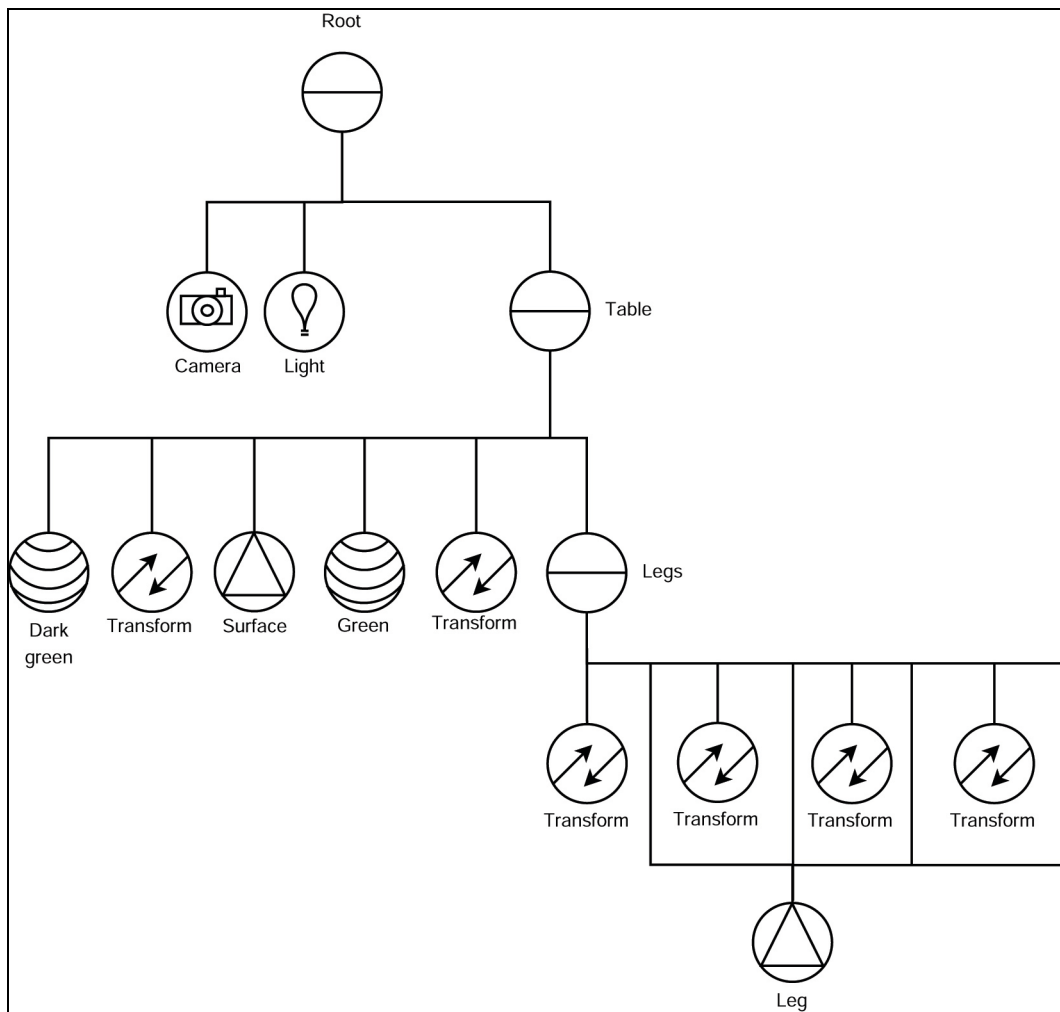 Root
Camera
Light
Table
Dark
green
Transform
Surface
Green
Transform
Legs
Transform
Transform
Transform
Transform
Leg